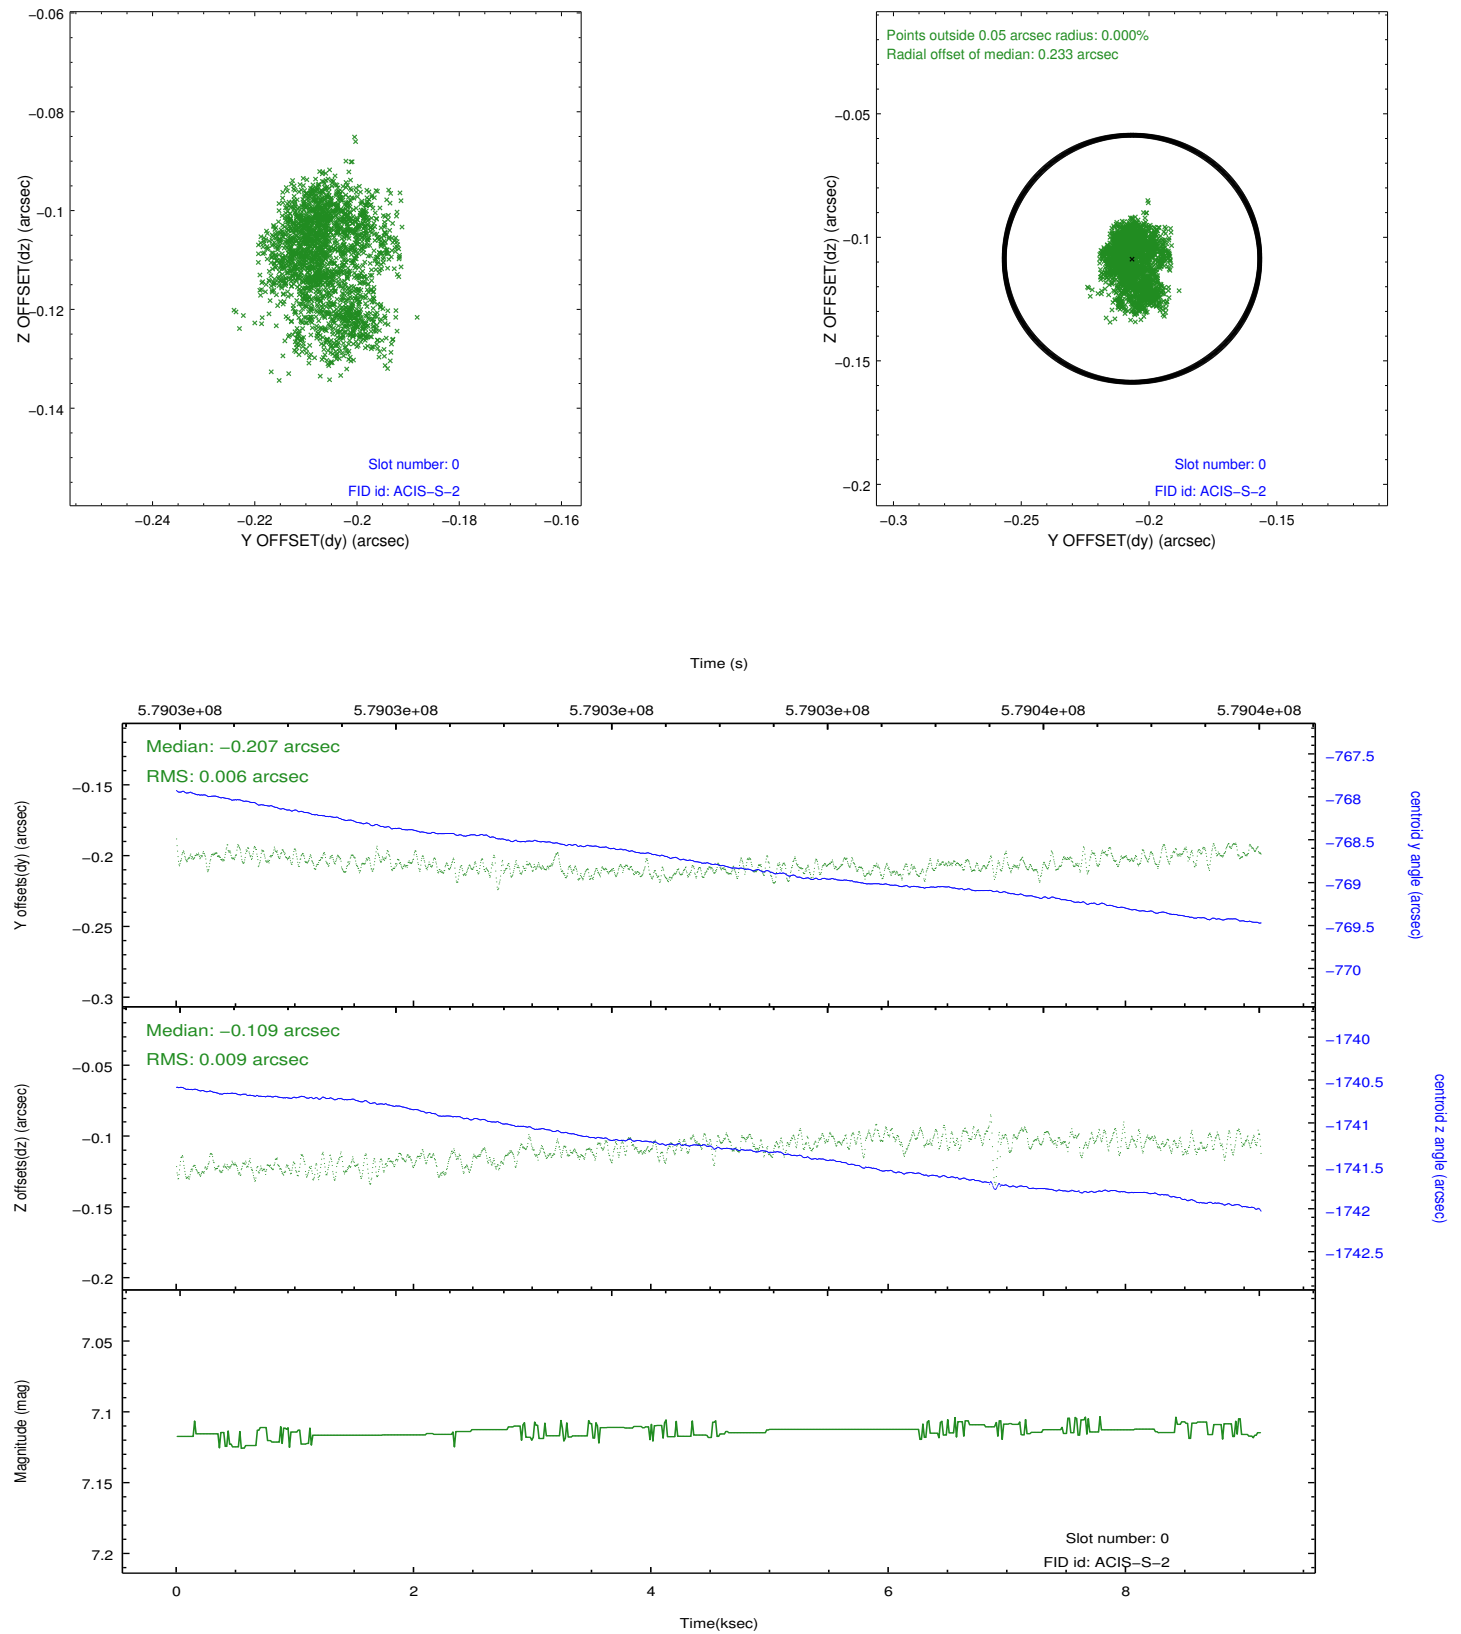 −0.06
−0.08
−0.1
−0.12
−0.14
Z OFFSET(dz) (arcsec)
Slot number: 0
FID id: ACIS−S−2
−0.24 −0.22 −0.2 −0.18 −0.16
Y OFFSET(dy) (arcsec)
Points outside 0.05 arcsec radius: 0.000%
Radial offset of median: 0.233 arcsec
−0.05
−0.1
−0.15
−0.2
Z OFFSET(dz) (arcsec)
Slot number: 0
FID id: ACIS−S−2
−0.3 −0.25 −0.2 −0.15
Y OFFSET(dy) (arcsec)
Time (s)
5.7903e+08 5.7903e+08 5.7903e+08 5.7903e+08 5.7904e+08 5.7904e+08
Median: −0.207 arcsec
RMS: 0.006 arcsec
−0.15
−0.2
−0.25
−0.3
Y offsets(dy) (arcsec)
−767.5
−768
−768.5
−769
−769.5
−770
centroid y angle (arcsec)
Median: −0.109 arcsec
RMS: 0.009 arcsec
−0.05
−0.1
−0.15
−0.2
Z offsets(dz) (arcsec)
−1740
−1740.5
−1741
−1741.5
−1742
−1742.5
centroid z angle (arcsec)
7.05
7.1
7.15
7.2
Magnitude (mag)
Slot number: 0
FID id: ACIS−S−2
0 2 4 6 8
Time(ksec)